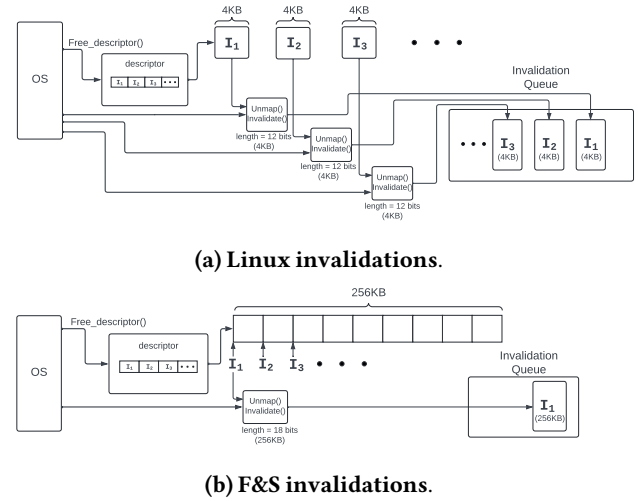 4KB 4KB 4KB
Free_descriptor()
I1 I2 I3
OS
descriptor
I1 I2 I3
Invalidation
Queue
Unmap()
Invalidate()
length = 12 bits
(4KB)
Unmap()
Invalidate()
length = 12 bits
(4KB)
Unmap()
Invalidate()
length = 12 bits
(4KB)
I3 I2 I1
(4KB) (4KB) (4KB)
(a) Linux invalidations.
256KB
Free_descriptor()
OS
descriptor
I1 I2 I3
I1 I2 I3
Invalidation
Queue
Unmap()
Invalidate()
length = 18 bits
(256KB)
I1
(256KB)
(b) F&S invalidations.